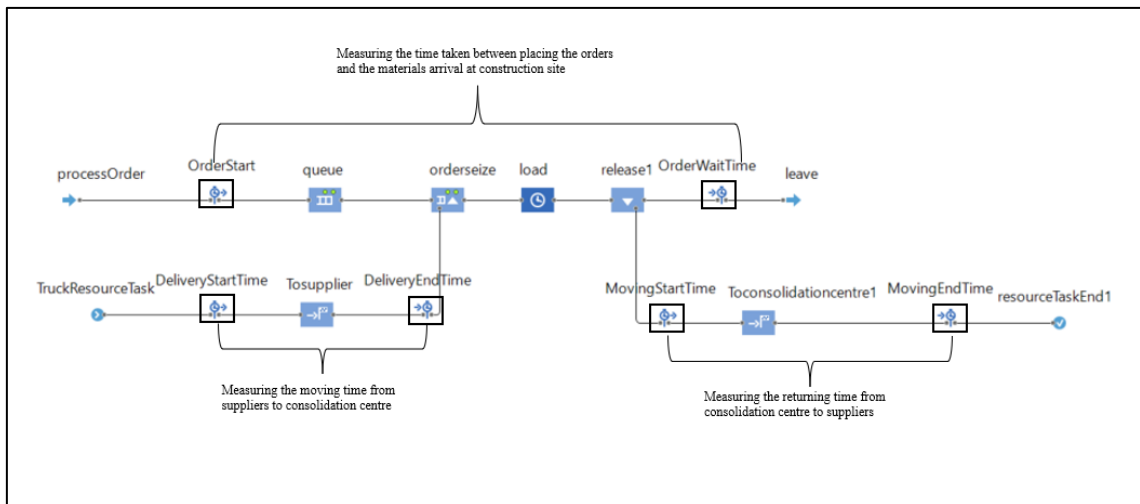 Measuring the time taken between placing the orders
and the materials arrival at construction site
processOrder
OrderStart
queue
orderseize
load
release1
OrderWaitTime
leave
TruckResourceTask
DeliveryStartTime
Tosupplier
DeliveryEndTime
MovingStartTime
Toconsolidationcentre1
MovingEndTime
resourceTaskEnd1
Measuring the moving time from
suppliers to consolidation centre
Measuring the returning time from
consolidation centre to suppliers